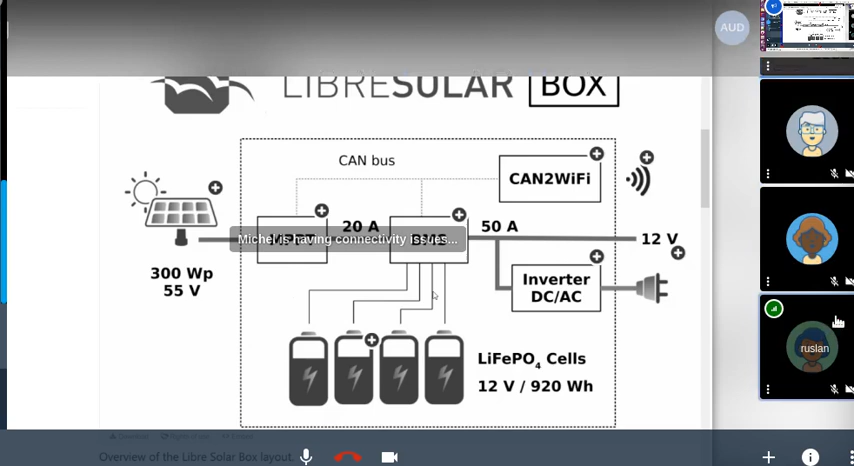 AUD
LIBRESOLAR BOX
CAN bus
CAN2WiFi
20 A
50 A
Michel is having connectivity issues...
12 V
300 Wp
55 V
Inverter
DC/AC
LiFePO4 Cells
12 V / 920 Wh
ruslan
Overview of the Libre Solar Box layout.